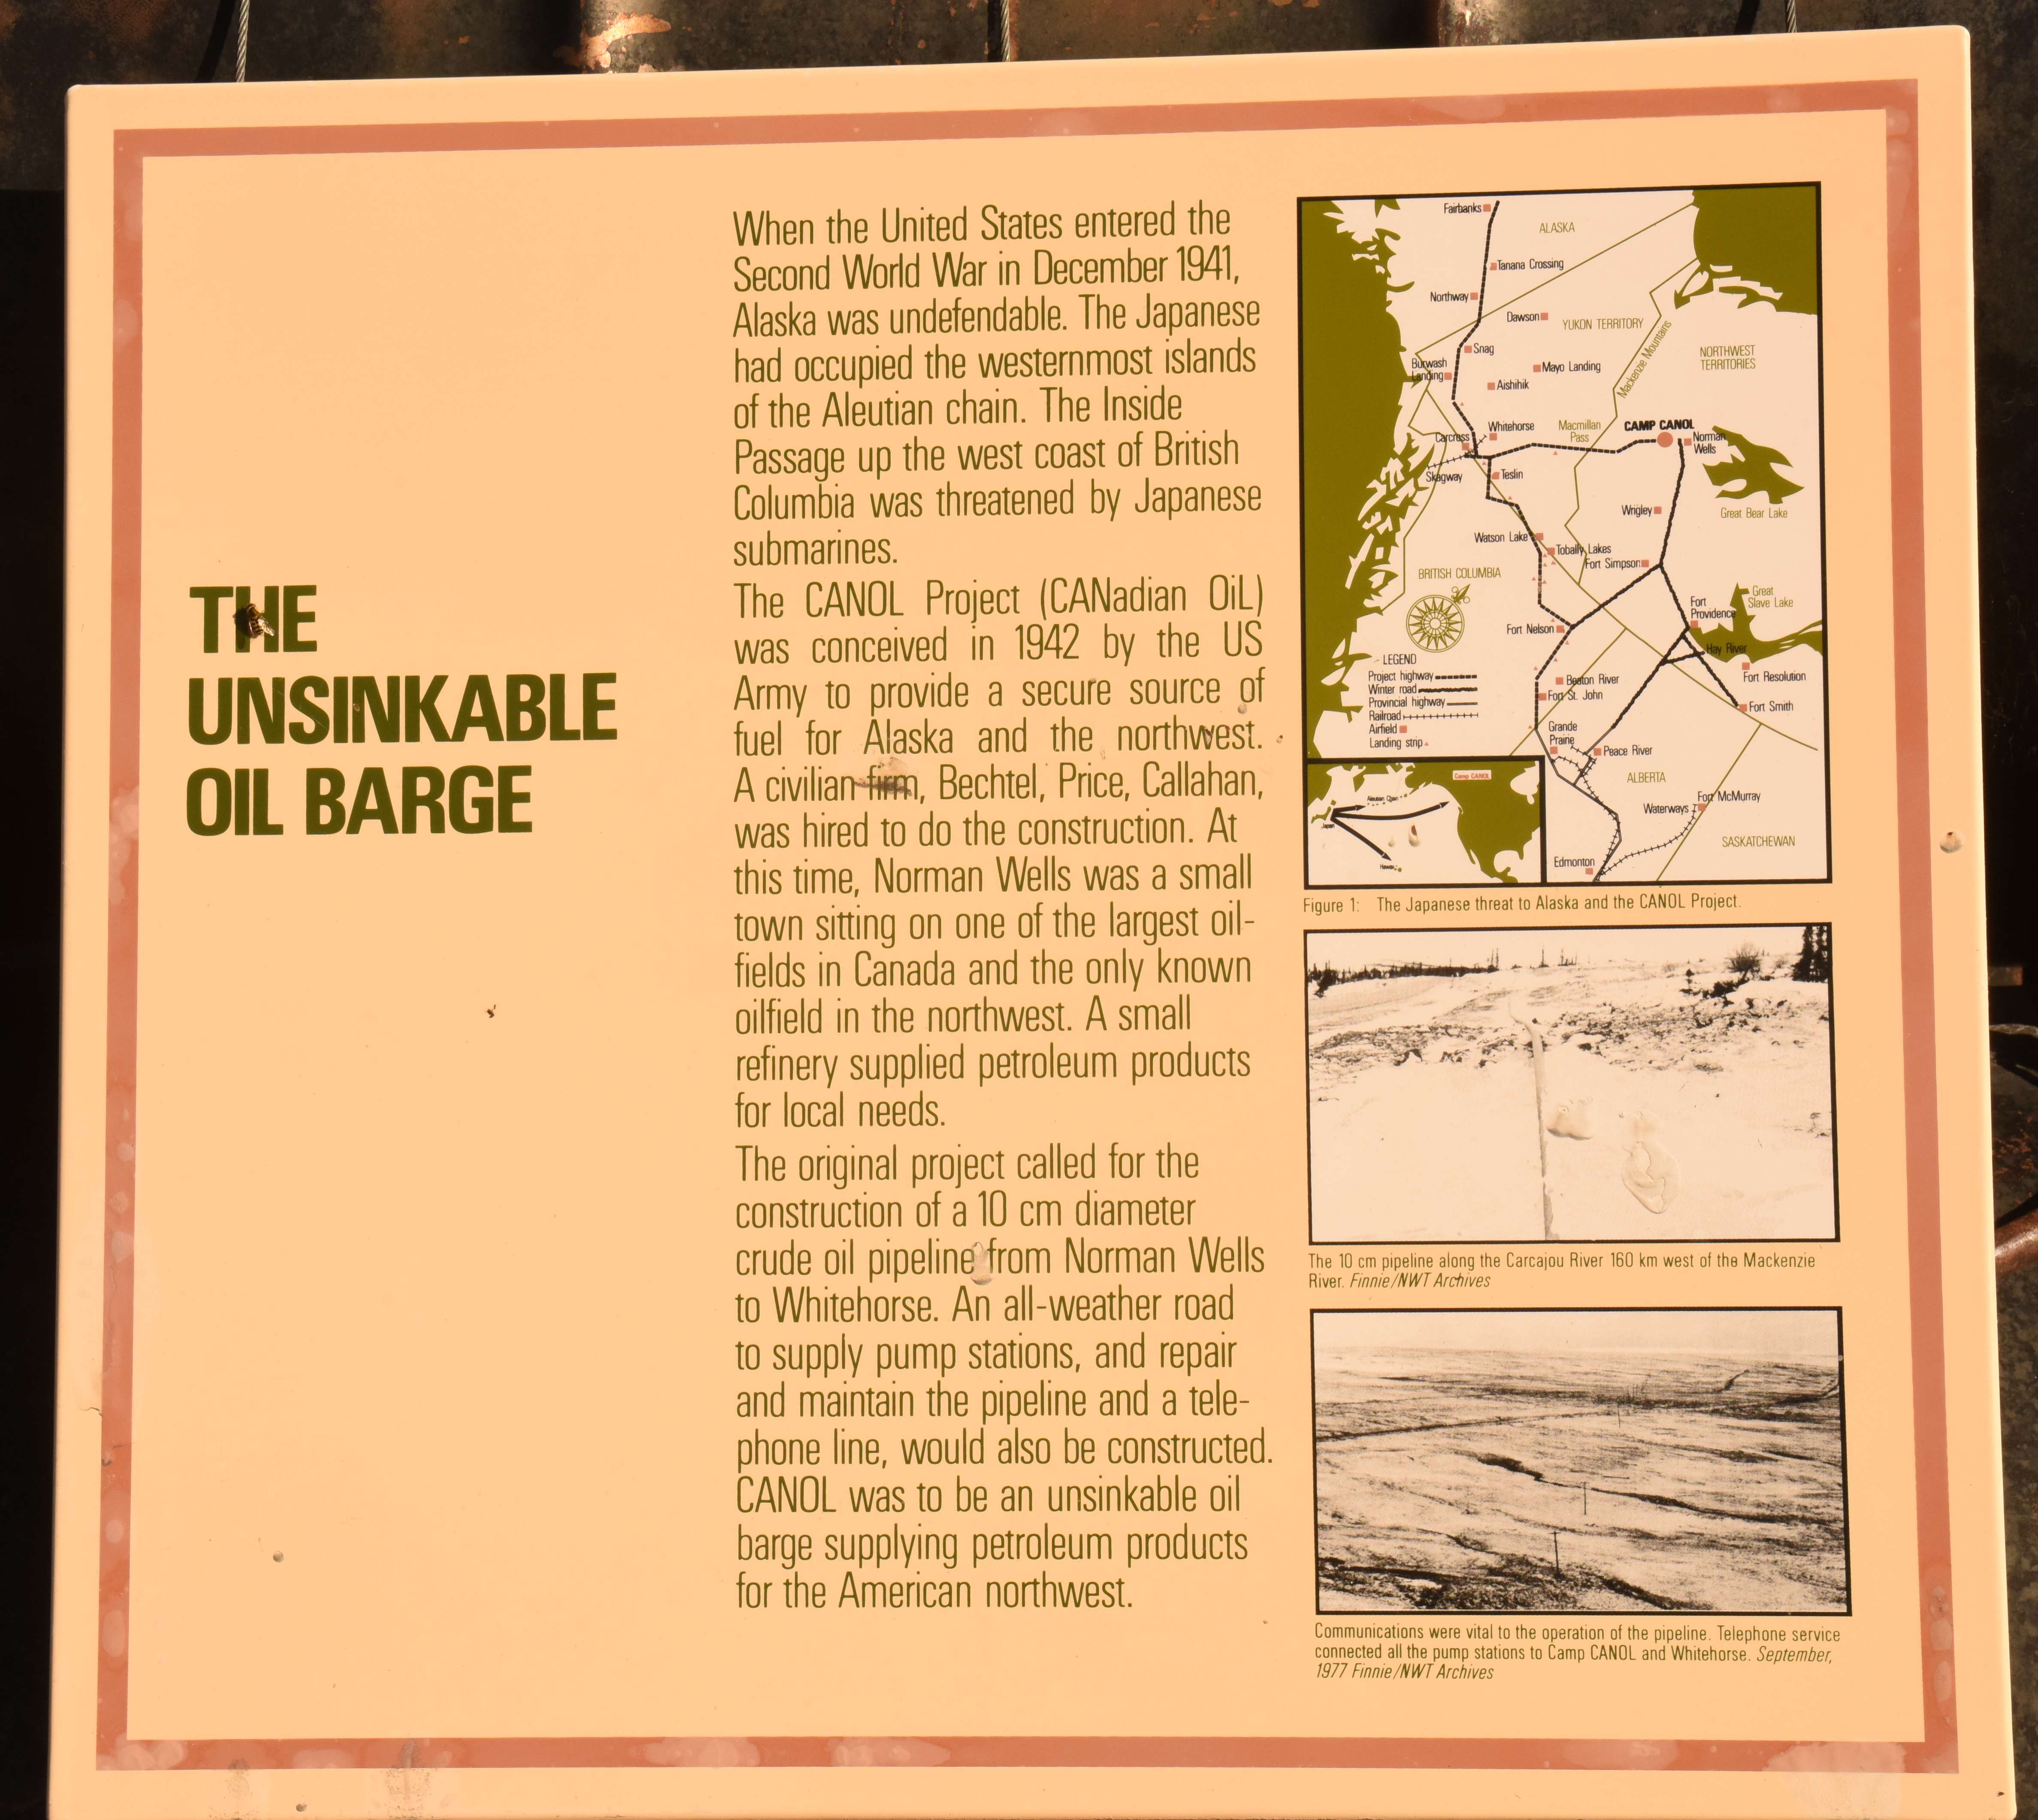 THE
UNSINKABLE
OIL BARGE
When the United States entered the
Second World War in December 1941,
Alaska was undefendable. The Japanese
had occupied the westernmost islands
of the Aleutian chain. The Inside
Passage up the west coast of British
Columbia was threatened by Japanese
submarines.
The CANOL Project (CANadian OiL)
was conceived in 1942 by the US
Army to provide a secure source of
fuel for Alaska and the northwest.
A civilian firm, Bechtel, Price, Callahan,
was hired to do the construction. At
this time, Norman Wells was a small
town sitting on one of the largest oil-
fields in Canada and the only known
oilfield in the northwest. A small
refinery supplied petroleum products
for local needs.
The original project called for the
construction of a 10 cm diameter
crude oil pipeline from Norman Wells
to Whitehorse. An all-weather road
to supply pump stations, and repair
and maintain the pipeline and a tele-
phone line, would also be constructed.
CANOL was to be an unsinkable oil
barge supplying petroleum products
for the American northwest.
Fairbanks
ALASKA
Tanana Crossing
Northway
Dawson
YUKON TERRITORY
Mackenzie Mountains
NORTHWEST
TERRITORIES
Snag
Burwash
Landing
Mayo Landing
Aishihik
Whitehorse
Macmillan
Pass
CAMP CANOL
Norman
Wells
Carcross
Skagway
Teslin
Wrigley
Great Bear Lake
Watson Lake
Tobally Lakes
Fort Simpson
BRITISH COLUMBIA
Great
Slave Lake
Fort
Providence
Fort Nelson
Hay River
Fort Resolution
LEGEND
Project highway
Winter road
Provincial highway
Railroad
Airfield
Landing strip
Beaton River
Fort St. John
Fort Smith
Grande
Prairie
Peace River
ALBERTA
Fort McMurray
Waterways
SASKATCHEWAN
Edmonton
Camp CANOL
Aleutian Chain
Japan
Hawaii
Figure 1: The Japanese threat to Alaska and the CANOL Project.
The 10 cm pipeline along the Carcajou River 160 km west of the Mackenzie
River. Finnie/NWT Archives
Communications were vital to the operation of the pipeline. Telephone service
connected all the pump stations to Camp CANOL and Whitehorse. September,
1977 Finnie/NWT Archives